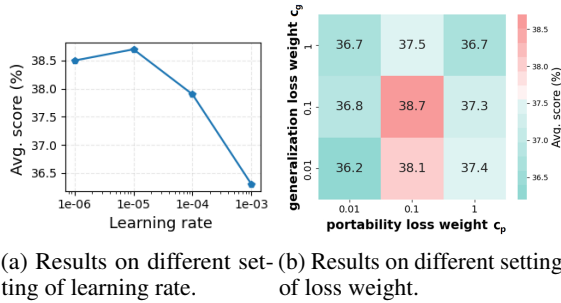 38.5
38.0
37.5
37.0
36.5
Avg. score (%)
1e-06 1e-05 1e-04 1e-03
Learning rate
generalization loss weight c_g
1
0.1
0.01
36.7 37.5 36.7
36.8 38.7 37.3
36.2 38.1 37.4
0.01 0.1 1
portability loss weight c_p
38.5
38.0
37.5
37.0
36.5
Avg. score (%)
(a) Results on different set-
ting of learning rate.
(b) Results on different setting
of loss weight.